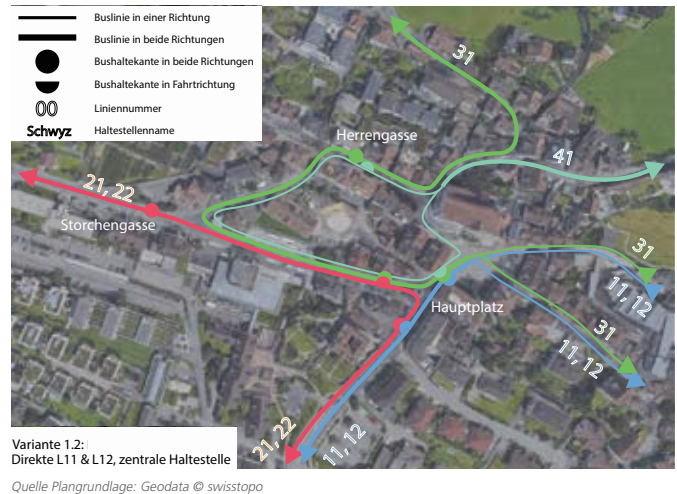 Buslinie in einer Richtung
Buslinie in beide Richtungen
Bushaltekante in beide Richtungen
Bushaltekante in Fahrtrichtung
00 Liniennummer
Schwyz Haltestellenname
31
Herrengasse
41
21, 22
Storchengasse
31
11, 12
Hauptplatz
31
11, 12
21, 22
11, 12
Variante 1.2:
Direkte L11 & L12, zentrale Haltestelle
Quelle Plangrundlage: Geodata © swisstopo